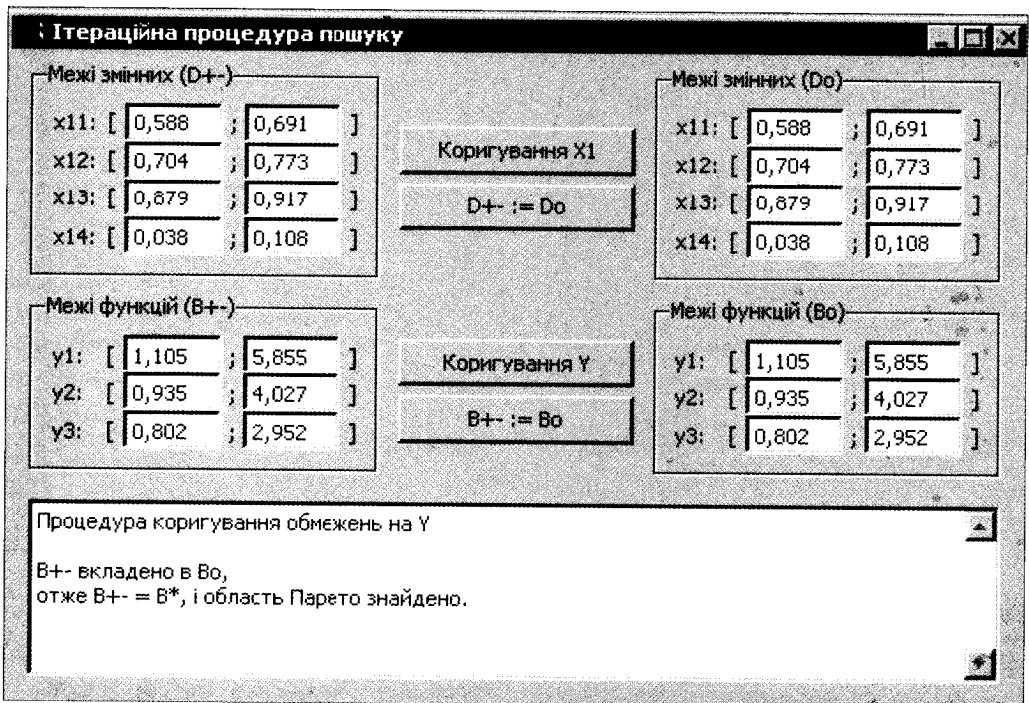 Ітераційна процедура пошуку
Межі змінних (D+-)
x11: [ 0,588 ; 0,691 ]
x12: [ 0,704 ; 0,773 ]
x13: [ 0,879 ; 0,917 ]
x14: [ 0,038 ; 0,108 ]
Коригування X1
D+- := Do
Межі змінних (Do)
x11: [ 0,588 ; 0,691 ]
x12: [ 0,704 ; 0,773 ]
x13: [ 0,879 ; 0,917 ]
x14: [ 0,038 ; 0,108 ]
Межі функцій (B+-)
y1: [ 1,105 ; 5,855 ]
y2: [ 0,935 ; 4,027 ]
y3: [ 0,802 ; 2,952 ]
Коригування Y
B+- := Bo
Межі функцій (Bo)
y1: [ 1,105 ; 5,855 ]
y2: [ 0,935 ; 4,027 ]
y3: [ 0,802 ; 2,952 ]
Процедура коригування обмежень на Y
B+- вкладено в Bo,
отже B+- = B*, і область Парето знайдено.